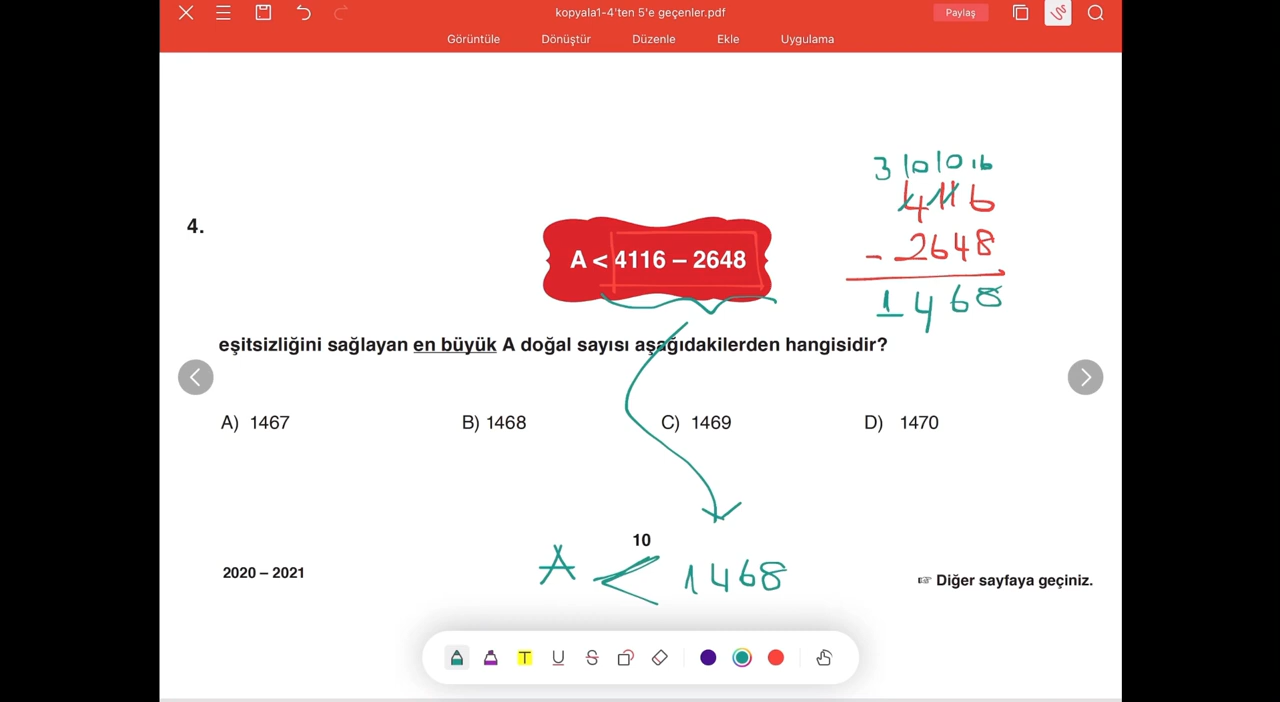 kopyala1-4'ten 5'e geçenler.pdf
Paylaş
Görüntüle Dönüştür Düzenle Ekle Uygulama
3 10 10 16
4116
4.
A < 4116 – 2648
- 2648
1468
eşitsizliğini sağlayan en büyük A doğal sayısı aşağıdakilerden hangisidir?
A) 1467 B) 1468 C) 1469 D) 1470
10
A < 1468
2020 – 2021
☞ Diğer sayfaya geçiniz.
T U S